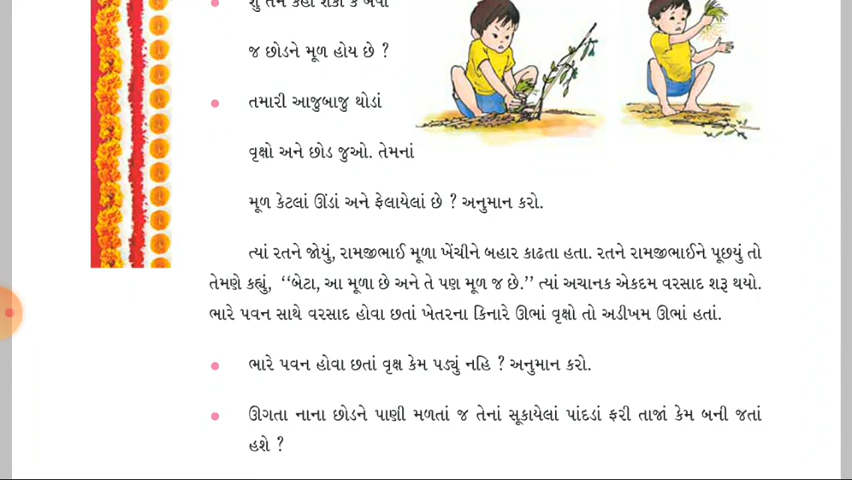 જ છોડને મૂળ હોય છે ?
તમારી આજુબાજુ થોડાં
વૃક્ષો અને છોડ જુઓ. તેમનાં
મૂળ કેટલાં ઊંડાં અને ફેલાયેલાં છે ? અનુમાન કરો.
ત્યાં રતને જોયું, રામજીભાઈ મૂળા ખેંચીને બહાર કાઢતા હતા. રતને રામજીભાઈને પૂછયું તો
તેમણે કહ્યું, ‘‘બેટા, આ મૂળા છે અને તે પણ મૂળ જ છે.’’ ત્યાં અચાનક એકદમ વરસાદ શરૂ થયો.
ભારે પવન સાથે વરસાદ હોવા છતાં ખેતરના કિનારે ઊભાં વૃક્ષો તો અડીખમ ઊભાં હતાં.
ભારે પવન હોવા છતાં વૃક્ષ કેમ પડ્યું નહિ ? અનુમાન કરો.
ઊગતા નાના છોડને પાણી મળતાં જ તેનાં સૂકાયેલાં પાંદડાં ફરી તાજાં કેમ બની જતાં
હશે ?